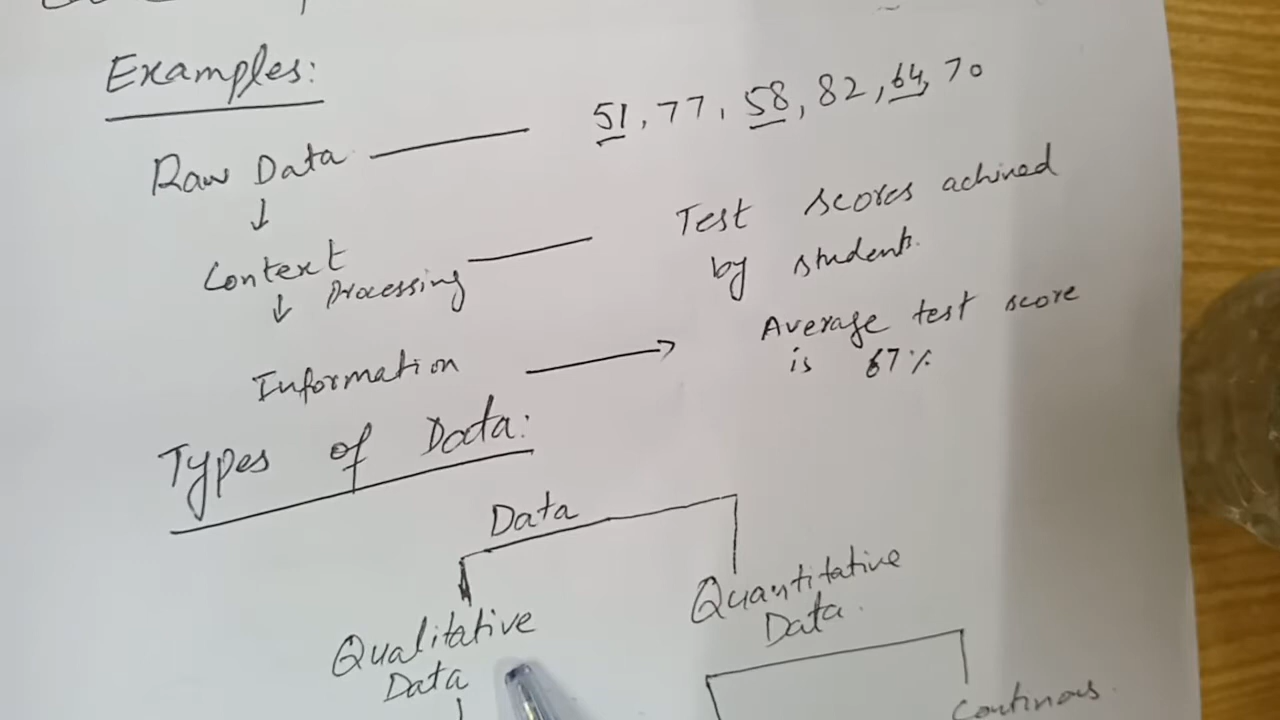 Examples:
Raw Data 51, 77, 58, 82, 64, 70
↓
Context Test scores achived
by students.
↓ Processing
Information → Average test score
is 67%
Types of Data:
Data
Qualitative Quantitative
Data Data.
Continous.